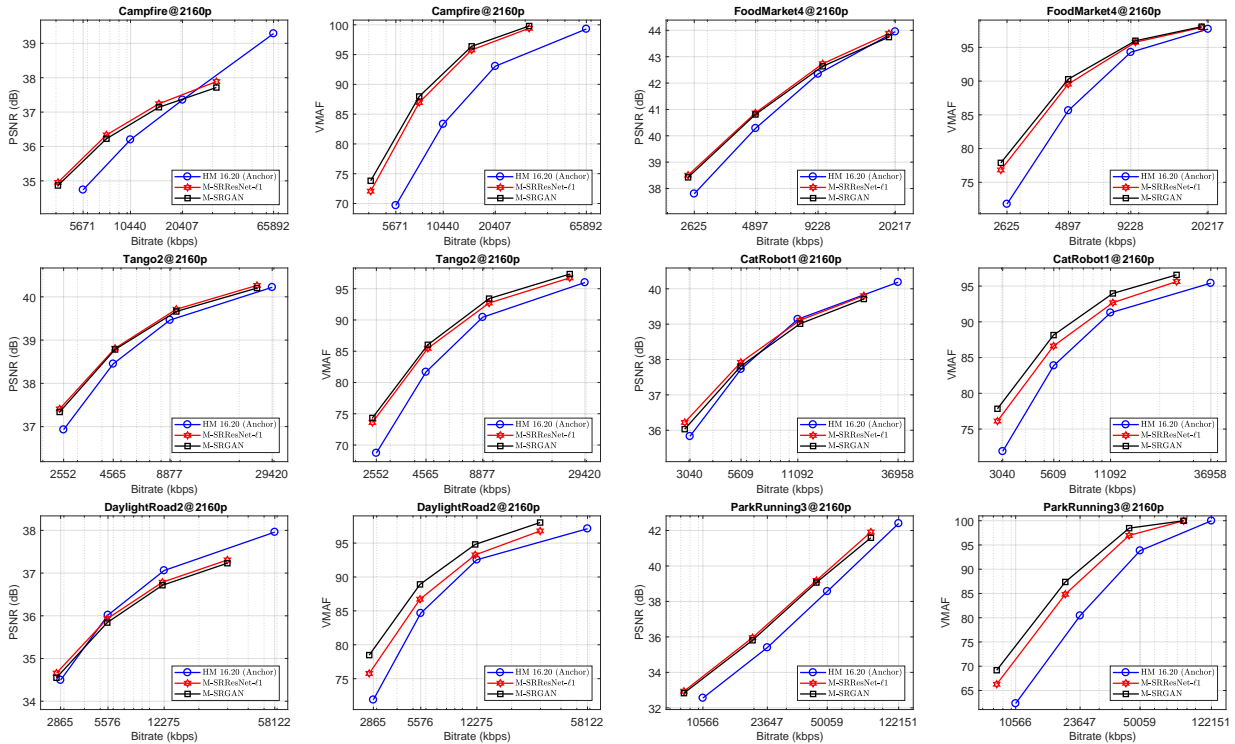 Campfire@2160p
PSNR (dB)
39
38
37
36
35
HM 16.20 (Anchor)
M-SRResNet-ℓ1
M-SRGAN
5671 10440 20407 65892
Bitrate (kbps)
Campfire@2160p
VMAF
100
95
90
85
80
75
70
HM 16.20 (Anchor)
M-SRResNet-ℓ1
M-SRGAN
5671 10440 20407 65892
Bitrate (kbps)
FoodMarket4@2160p
PSNR (dB)
44
43
42
41
40
39
38
HM 16.20 (Anchor)
M-SRResNet-ℓ1
M-SRGAN
2625 4897 9228 20217
Bitrate (kbps)
FoodMarket4@2160p
VMAF
95
90
85
80
75
HM 16.20 (Anchor)
M-SRResNet-ℓ1
M-SRGAN
2625 4897 9228 20217
Bitrate (kbps)
Tango2@2160p
PSNR (dB)
40
39
38
37
HM 16.20 (Anchor)
M-SRResNet-ℓ1
M-SRGAN
2552 4565 8877 29420
Bitrate (kbps)
Tango2@2160p
VMAF
95
90
85
80
75
70
HM 16.20 (Anchor)
M-SRResNet-ℓ1
M-SRGAN
2552 4565 8877 29420
Bitrate (kbps)
CatRobot1@2160p
PSNR (dB)
40
39
38
37
36
HM 16.20 (Anchor)
M-SRResNet-ℓ1
M-SRGAN
3040 5609 11092 36958
Bitrate (kbps)
CatRobot1@2160p
VMAF
95
90
85
80
75
HM 16.20 (Anchor)
M-SRResNet-ℓ1
M-SRGAN
3040 5609 11092 36958
Bitrate (kbps)
DaylightRoad2@2160p
PSNR (dB)
38
37
36
35
34
HM 16.20 (Anchor)
M-SRResNet-ℓ1
M-SRGAN
2865 5576 12275 58122
Bitrate (kbps)
DaylightRoad2@2160p
VMAF
95
90
85
80
75
HM 16.20 (Anchor)
M-SRResNet-ℓ1
M-SRGAN
2865 5576 12275 58122
Bitrate (kbps)
ParkRunning3@2160p
PSNR (dB)
42
40
38
36
34
32
HM 16.20 (Anchor)
M-SRResNet-ℓ1
M-SRGAN
10566 23647 50059 122151
Bitrate (kbps)
ParkRunning3@2160p
VMAF
100
95
90
85
80
75
70
65
HM 16.20 (Anchor)
M-SRResNet-ℓ1
M-SRGAN
10566 23647 50059 122151
Bitrate (kbps)